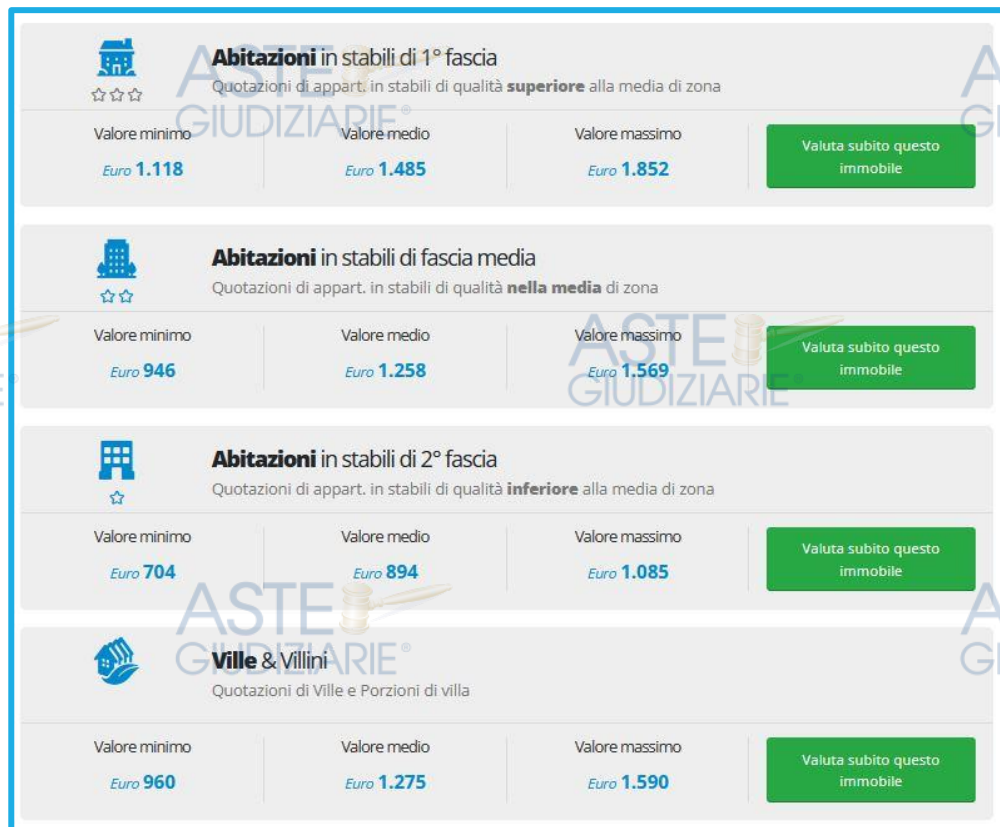 Abitazioni in stabili di 1° fascia
Quotazioni di appart. in stabili di qualità superiore alla media di zona
Valore minimo Valore medio Valore massimo
Euro 1.118 Euro 1.485 Euro 1.852
Valuta subito questo
immobile
Abitazioni in stabili di fascia media
Quotazioni di appart. in stabili di qualità nella media di zona
Valore minimo Valore medio Valore massimo
Euro 946 Euro 1.258 Euro 1.569
Valuta subito questo
immobile
Abitazioni in stabili di 2° fascia
Quotazioni di appart. in stabili di qualità inferiore alla media di zona
Valore minimo Valore medio Valore massimo
Euro 704 Euro 894 Euro 1.085
Valuta subito questo
immobile
Ville & Villini
Quotazioni di Ville e Porzioni di villa
Valore minimo Valore medio Valore massimo
Euro 960 Euro 1.275 Euro 1.590
Valuta subito questo
immobile
ASTE
GIUDIZIARIE®
ASTE
GIUDIZIARIE®
ASTE
GIUDIZIARIE®